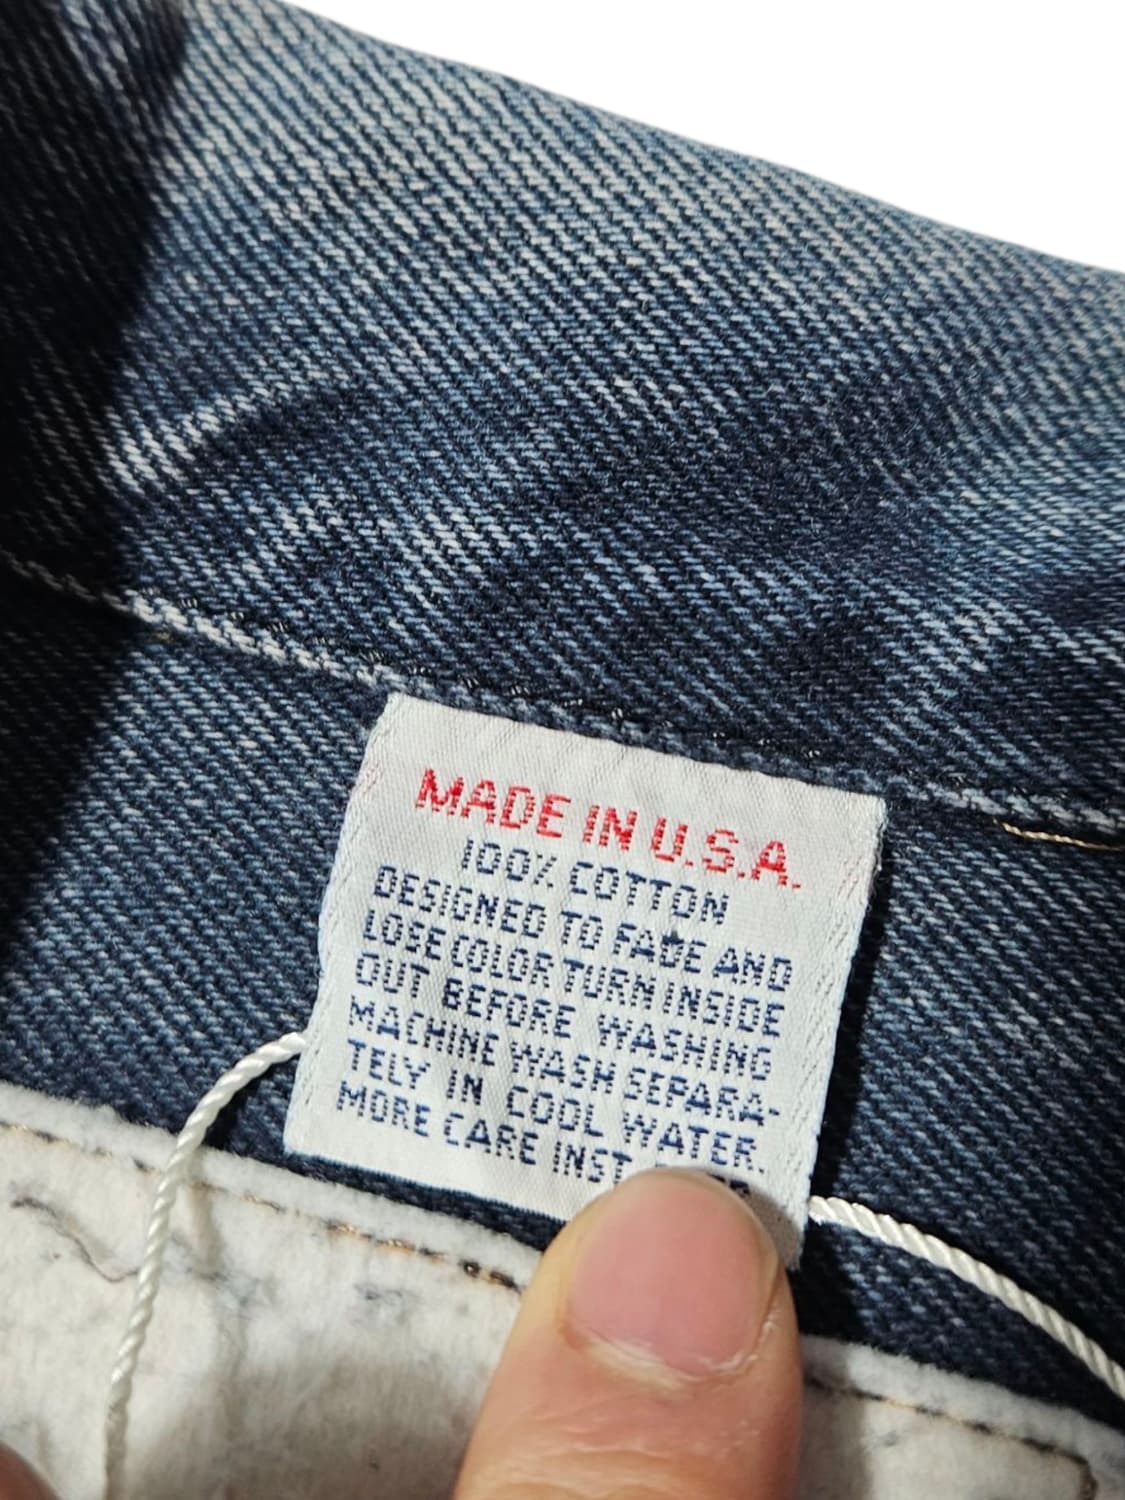 MADE IN U.S.A.
100% COTTON
DESIGNED TO FADE AND
LOSE COLOR TURN INSIDE
OUT BEFORE WASHING
MACHINE WASH SEPARA-
TELY IN COOL WATER.
MORE CARE INST.